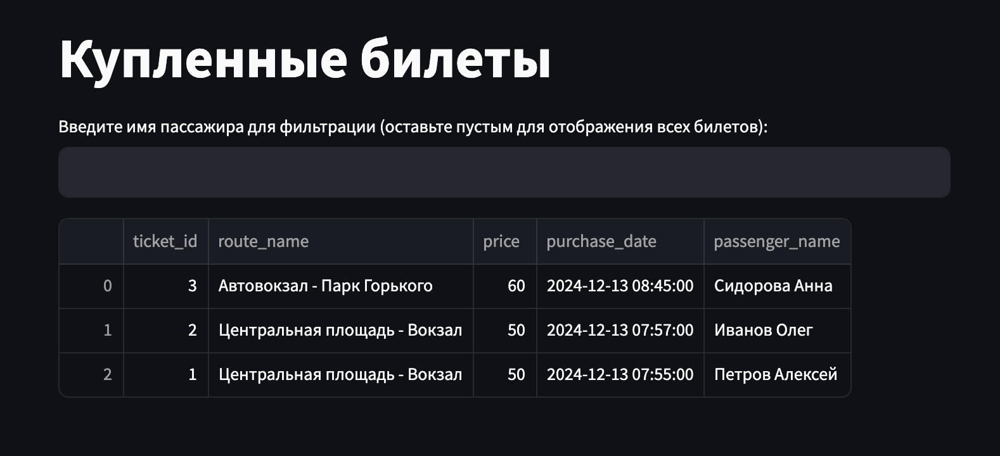 Купленные билеты
Введите имя пассажира для фильтрации (оставьте пустым для отображения всех билетов):
ticket_id route_name price purchase_date passenger_name
0 3 Автовокзал - Парк Горького 60 2024-12-13 08:45:00 Сидорова Анна
1 2 Центральная площадь - Вокзал 50 2024-12-13 07:57:00 Иванов Олег
2 1 Центральная площадь - Вокзал 50 2024-12-13 07:55:00 Петров Алексей